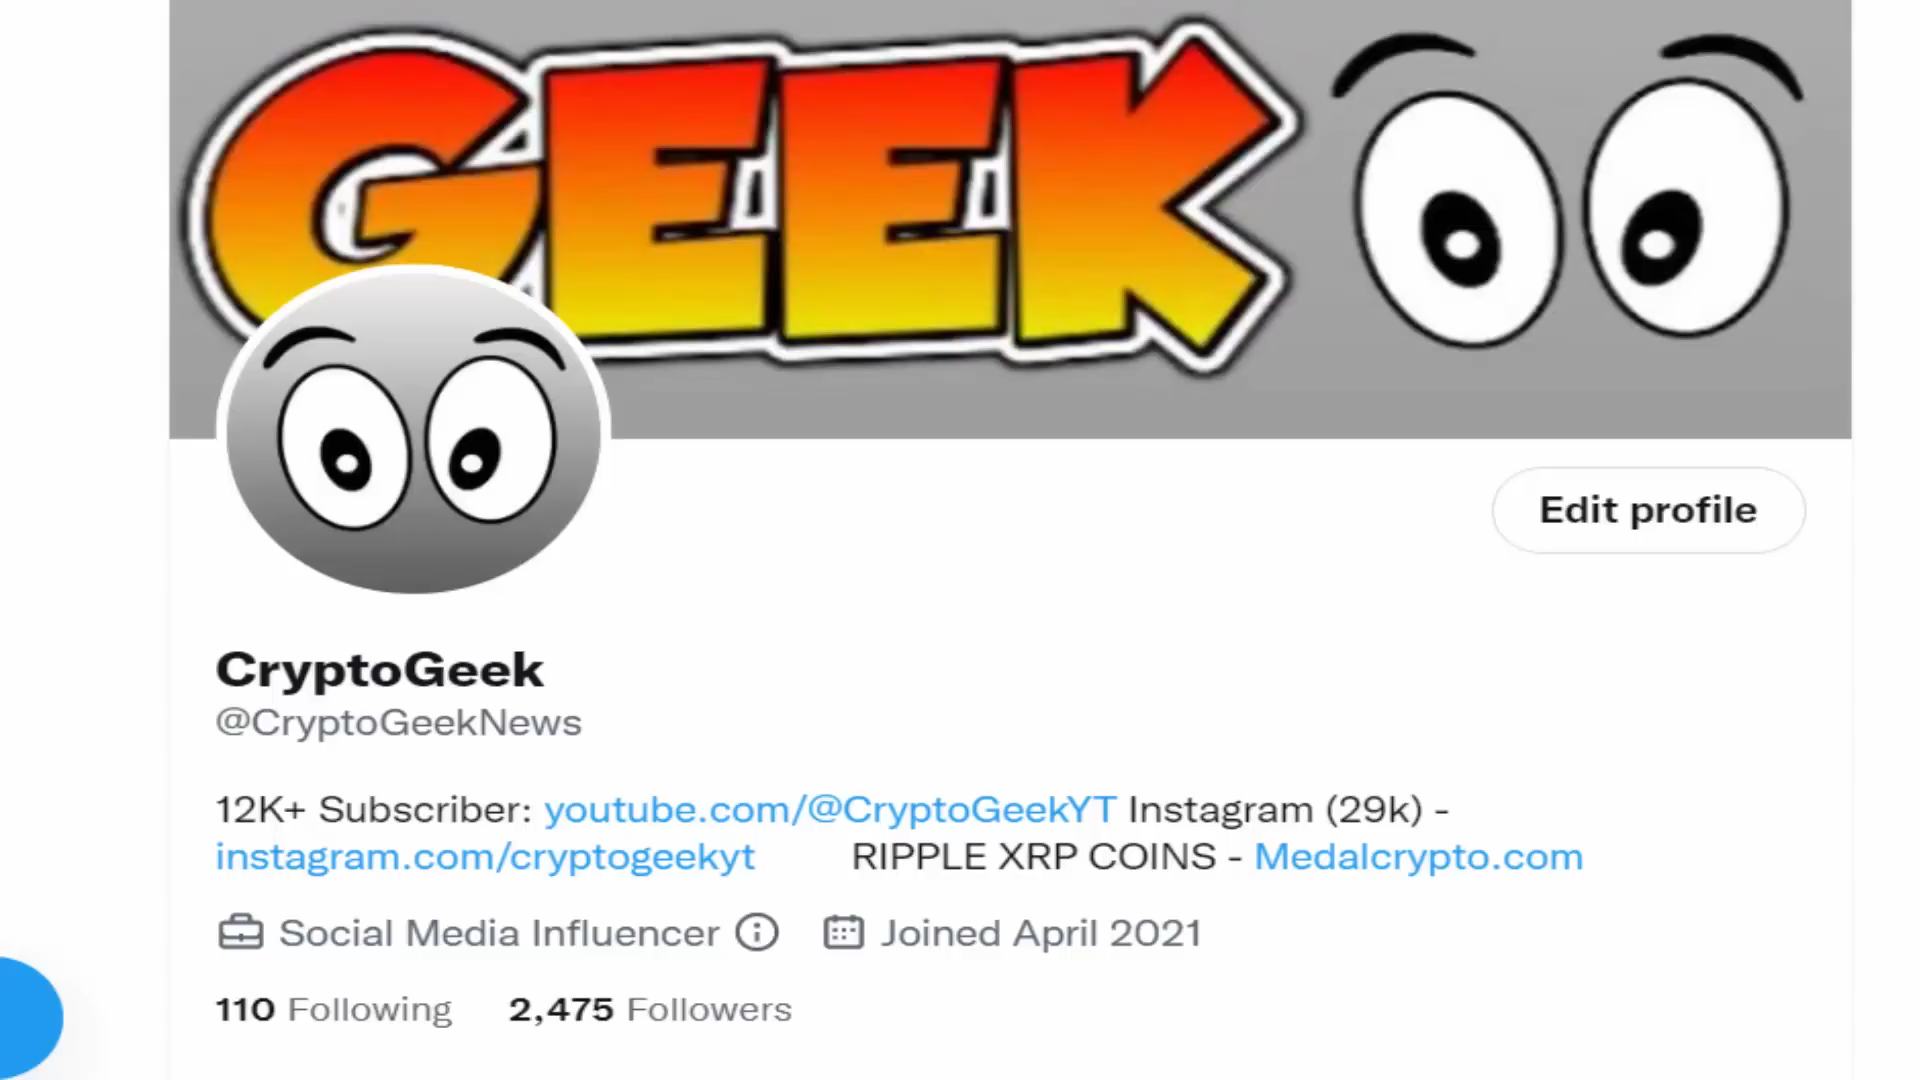 GEEK
Edit profile
CryptoGeek
@CryptoGeekNews
12K+ Subscriber: youtube.com/@CryptoGeekYT Instagram (29k) -
instagram.com/cryptogeekyt RIPPLE XRP COINS - Medalcrypto.com
Social Media Influencer Joined April 2021
110 Following 2,475 Followers